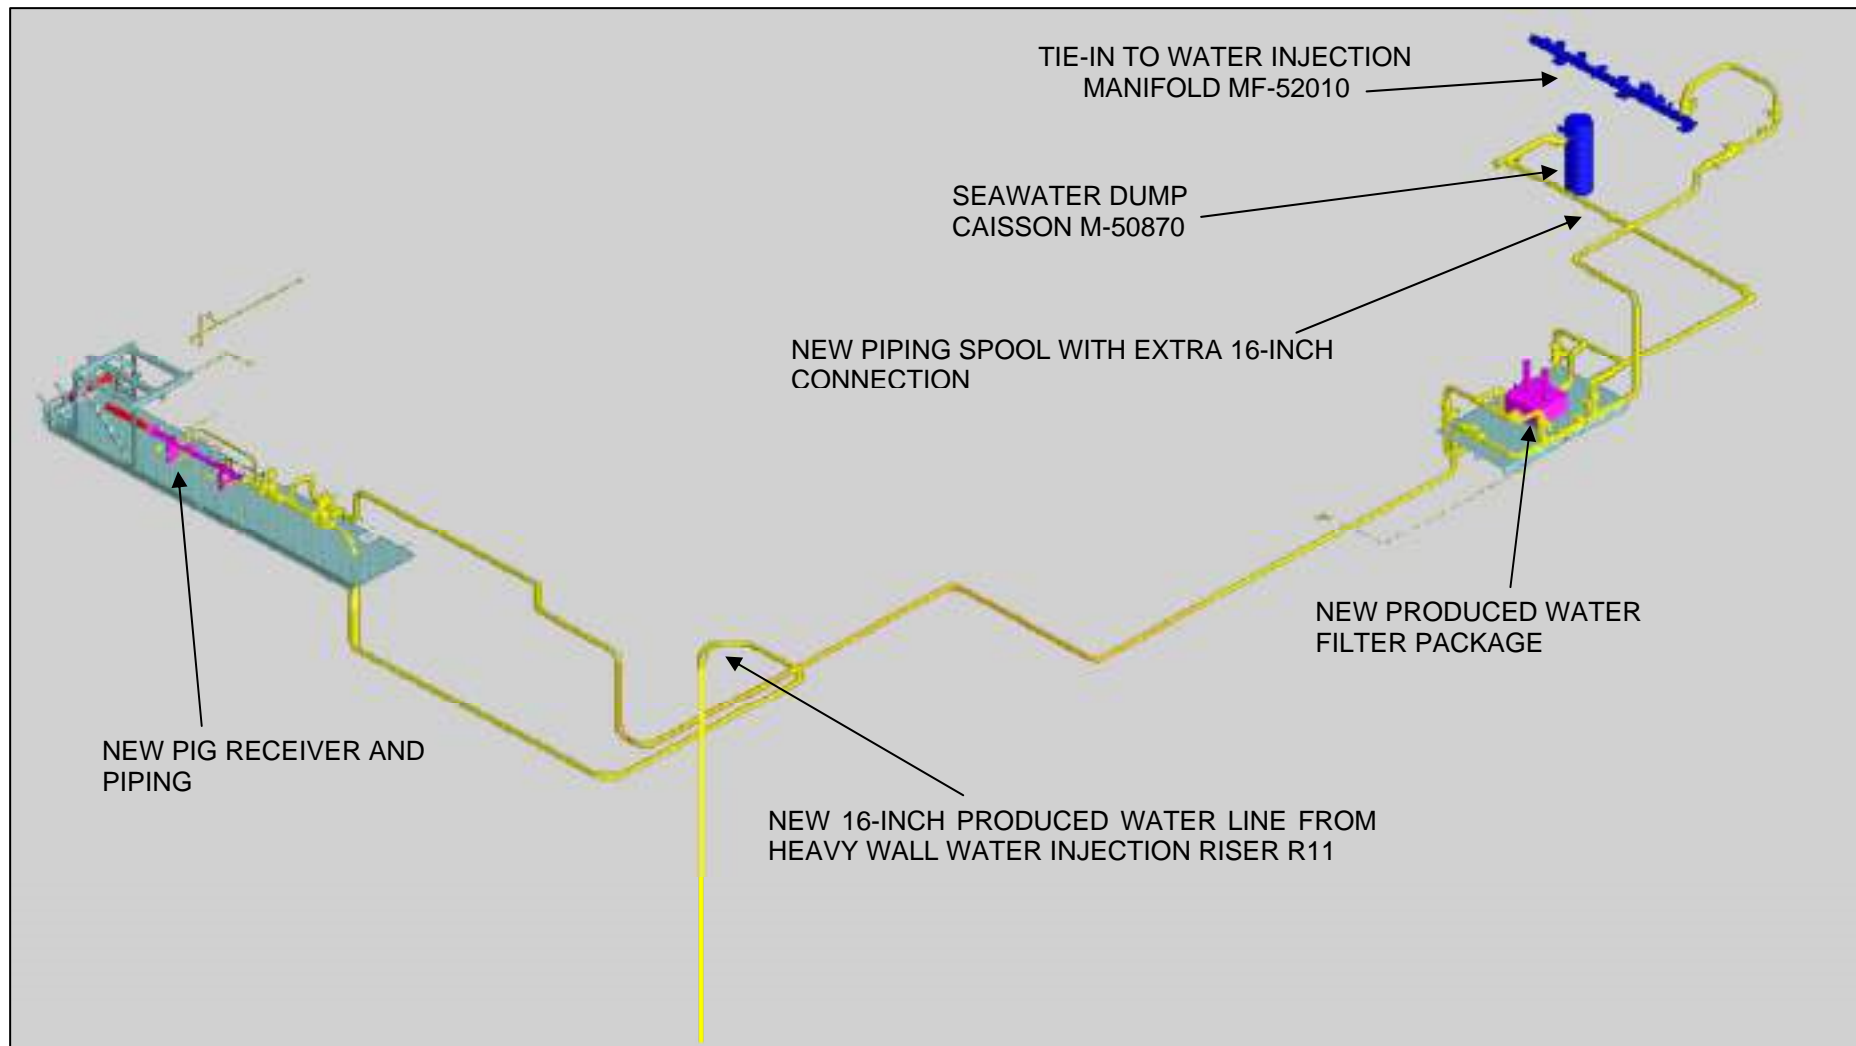 TIE-IN TO WATER INJECTION
MANIFOLD MF-52010
SEAWATER DUMP
CAISSON M-50870
NEW PIPING SPOOL WITH EXTRA 16-INCH
CONNECTION
NEW PRODUCED WATER
FILTER PACKAGE
NEW PIG RECEIVER AND
PIPING
NEW 16-INCH PRODUCED WATER LINE FROM
HEAVY WALL WATER INJECTION RISER R11